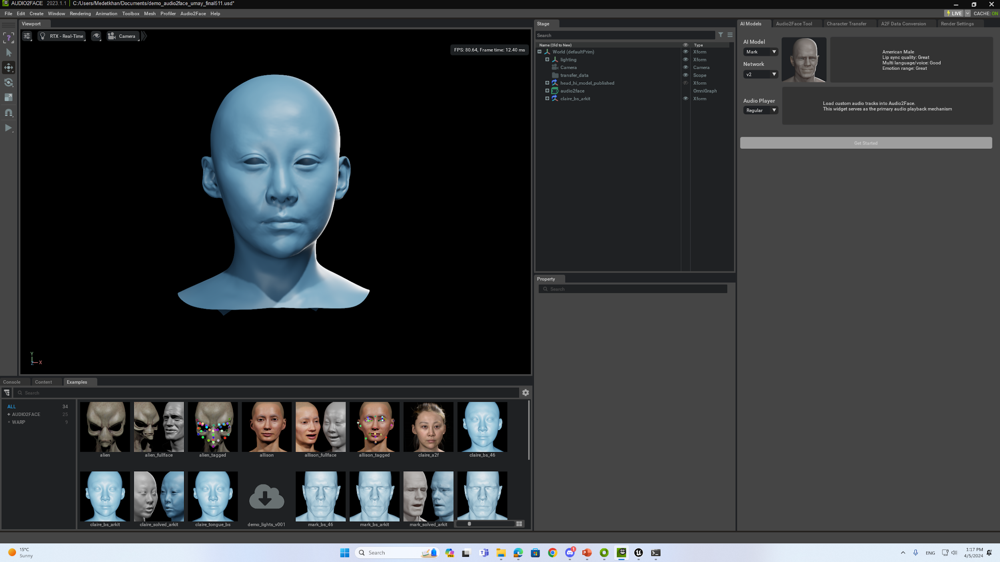 AUDIO2FACE 2023.1.1 | C:/Users/Medetkhan/Documents/demo_audio2face_umay_final511.usd*
File Edit Create Window Rendering Animation Toolbox Mesh Profiler Audio2Face Help
LIVE CACHE: ON
Viewport
RTX - Real-Time Camera
FPS: 80.64, Frame time: 12.40 ms
Y
Z X
Stage
Search
Name (Old to New) Type
World (defaultPrim) Xform
lighting Xform
Camera Camera
transfer_data Scope
head_hi_model_published Xform
audio2face OmniGraph
claire_bs_arkit Xform
Property
Search
AI Models Audio2Face Tool Character Transfer A2F Data Conversion Render Settings
AI Model
Mark
Network
v2
American Male
Lip sync quality: Great
Multi language/voice: Good
Emotion range: Great
Audio Player
Regular
Load custom audio tracks into Audio2Face.
This widget serves as the primary audio playback mechanism
Get Started
Console Content Examples
Search
ALL 34
+ AUDIO2FACE 25
WARP 9
alien alien_fullface alien_tagged allison allison_fullface allison_tagged claire_a2f claire_bs_46
claire_bs_arkit claire_solved_arkit claire_tongue_bs demo_lights_v001 mark_bs_46 mark_bs_arkit mark_solved_arkit
15°C
Sunny
Search
PRE
1
ENG
1:17 PM
4/5/2024